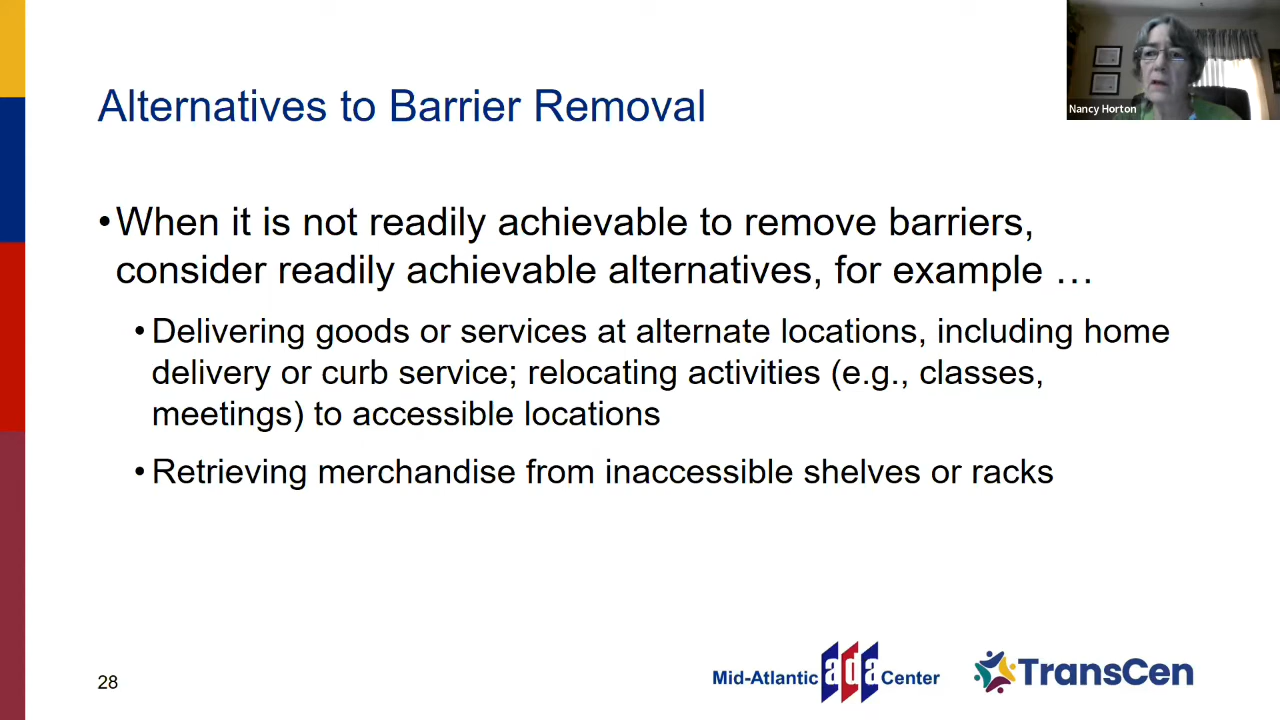 Nancy Horton
Alternatives to Barrier Removal
•When it is not readily achievable to remove barriers,
consider readily achievable alternatives, for example …
•Delivering goods or services at alternate locations, including home
delivery or curb service; relocating activities (e.g., classes,
meetings) to accessible locations
•Retrieving merchandise from inaccessible shelves or racks
28
Mid-Atlantic ada Center
TransCen